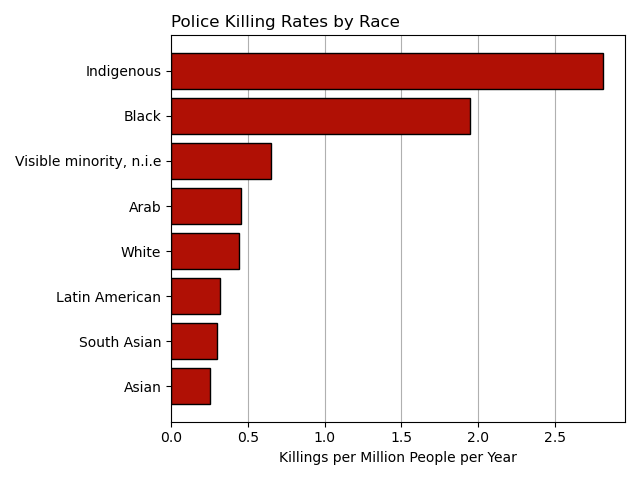 Police Killing Rates by Race
Indigenous
Black
Visible minority, n.i.e
Arab
White
Latin American
South Asian
Asian
0.0 0.5 1.0 1.5 2.0 2.5
Killings per Million People per Year